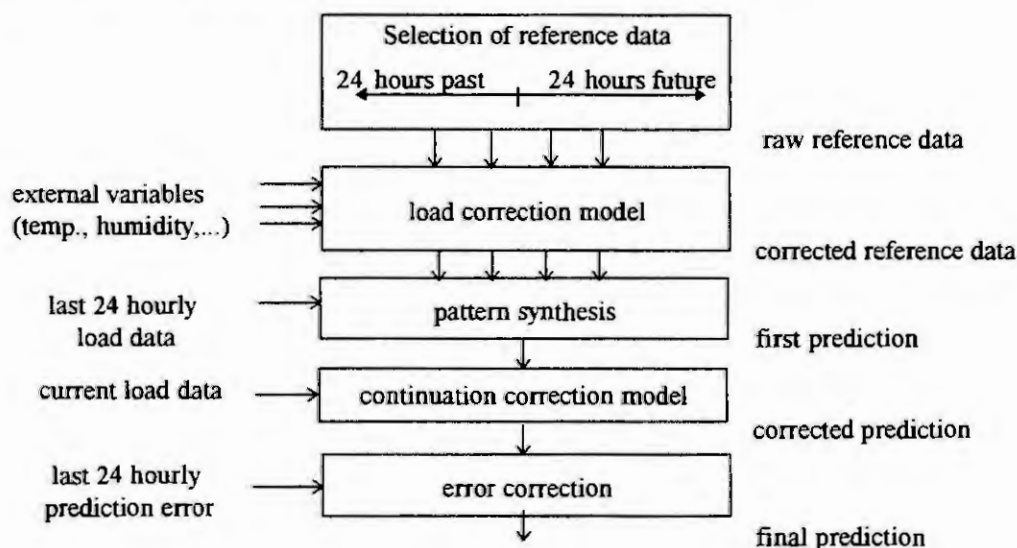 Selection of reference data
24 hours past
24 hours future
raw reference data
external variables
(temp., humidity,...)
load correction model
corrected reference data
last 24 hourly
load data
pattern synthesis
first prediction
current load data
continuation correction model
corrected prediction
last 24 hourly
prediction error
error correction
final prediction